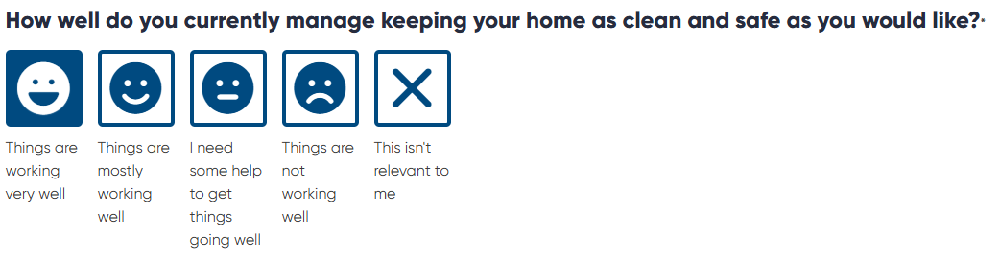 How well do you currently manage keeping your home as clean and safe as you would like?*
Things are
working
very well
Things are
mostly
working
well
I need
some help
to get
things
going well
Things are
not
working
well
This isn't
relevant to
me